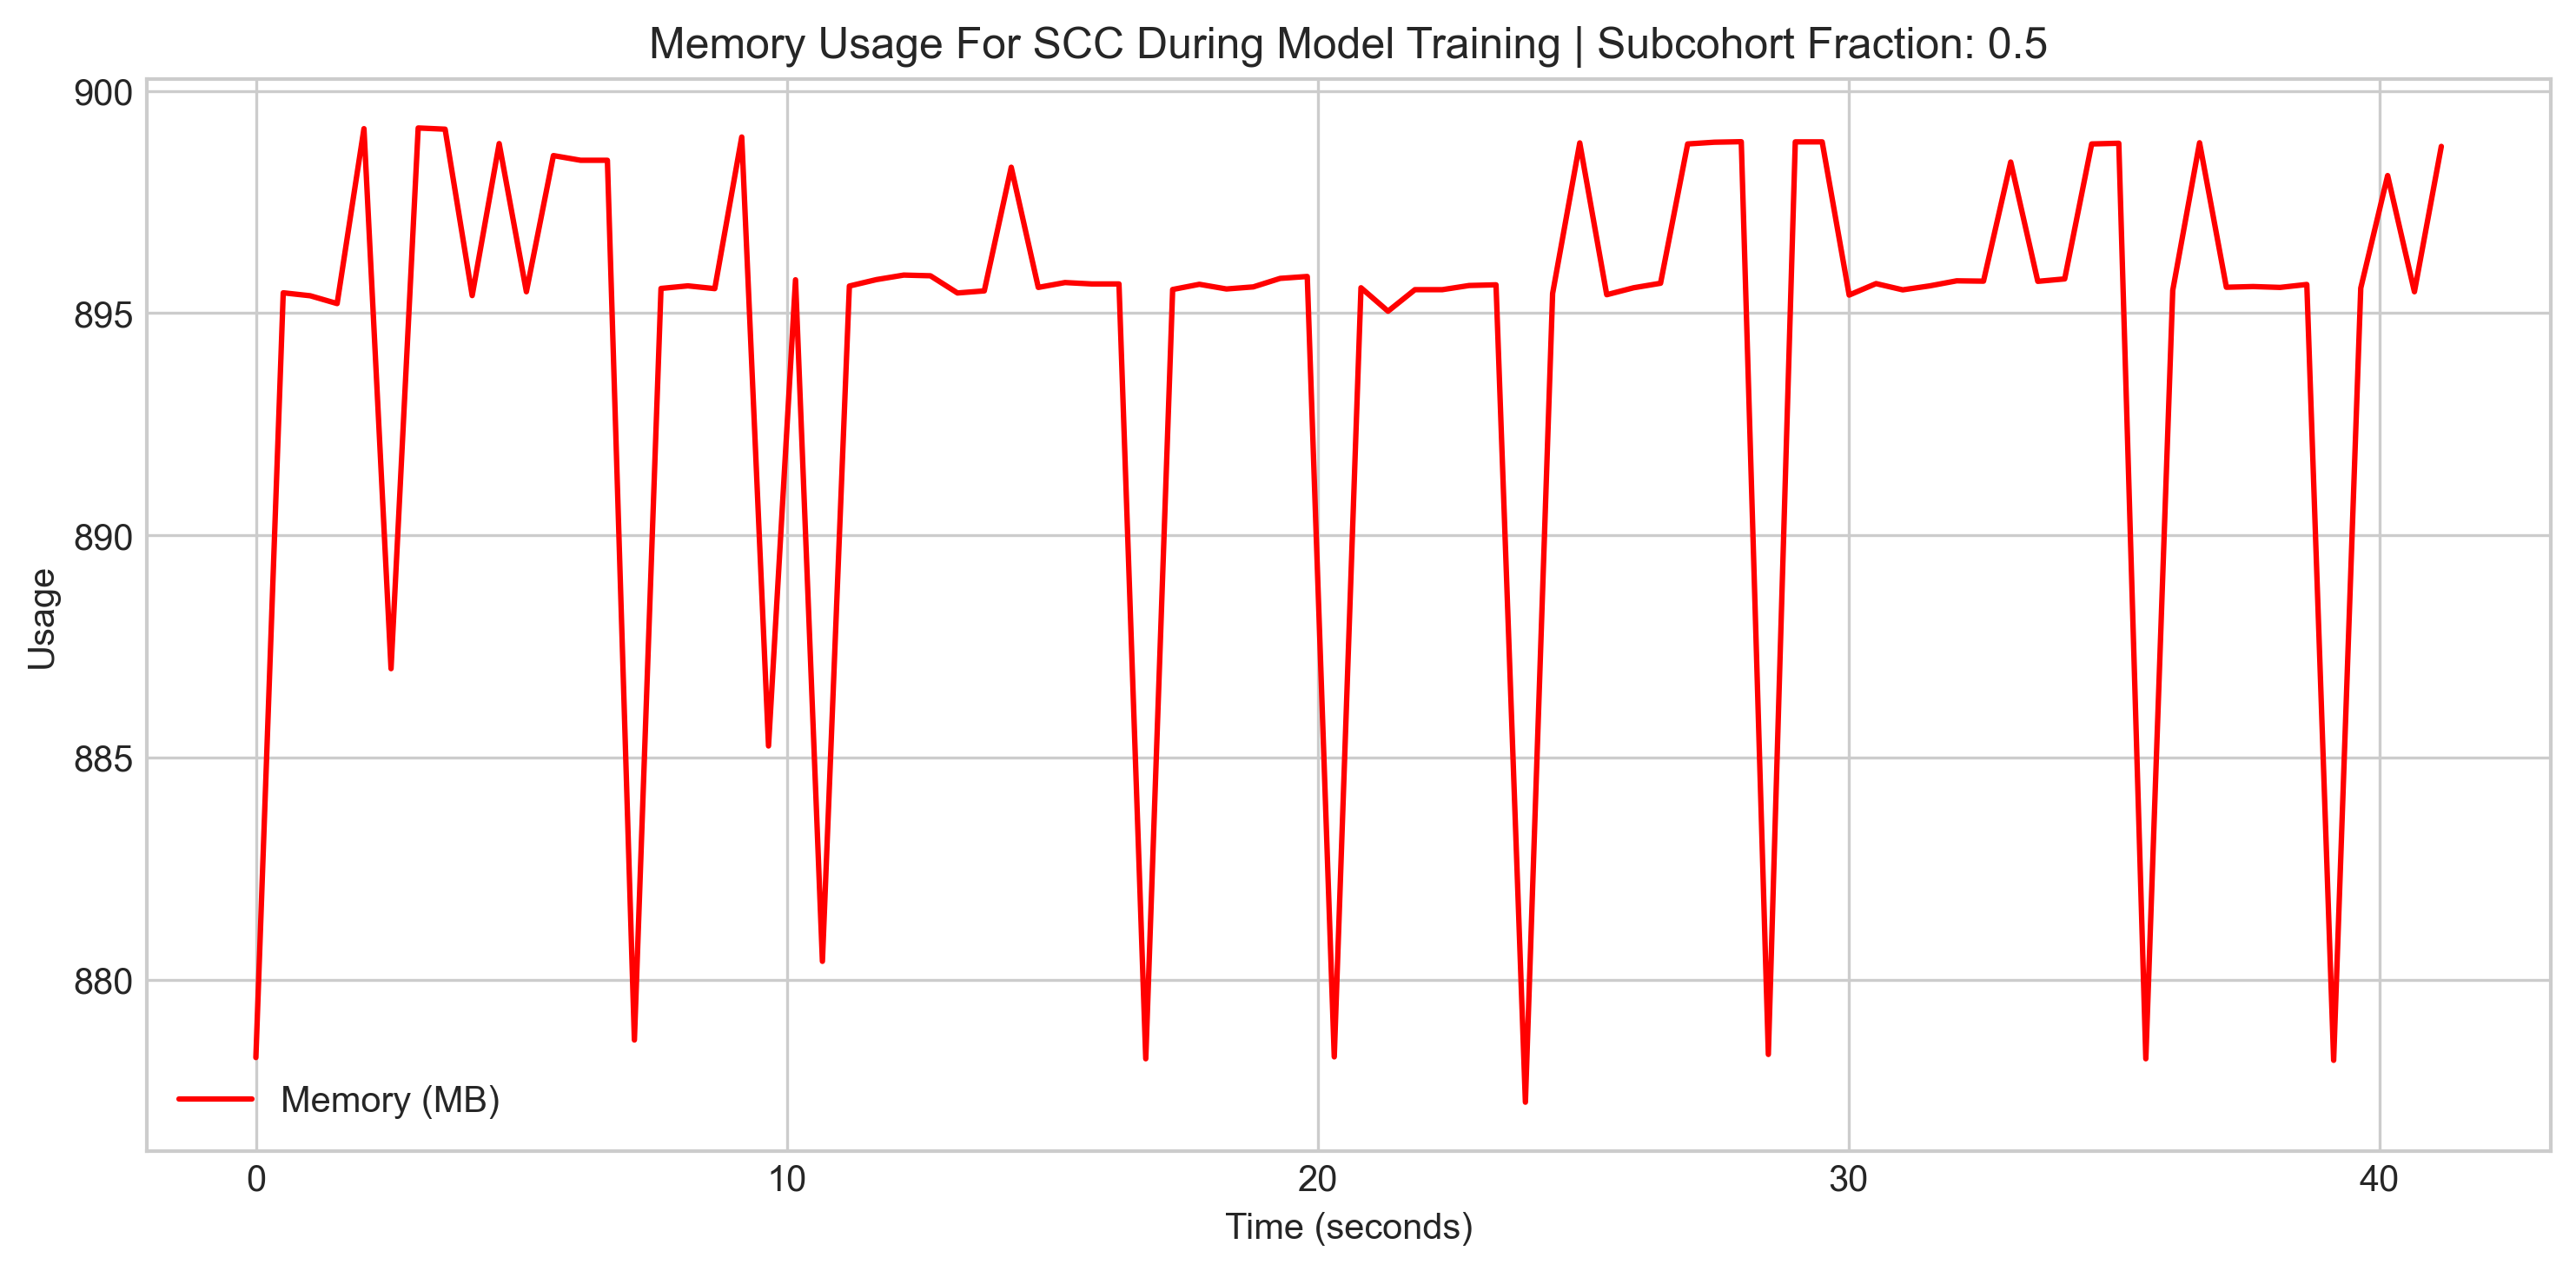 Memory Usage For SCC During Model Training | Subcohort Fraction: 0.5
900
895
890
885
880
Usage
Memory (MB)
0 10 20 30 40
Time (seconds)